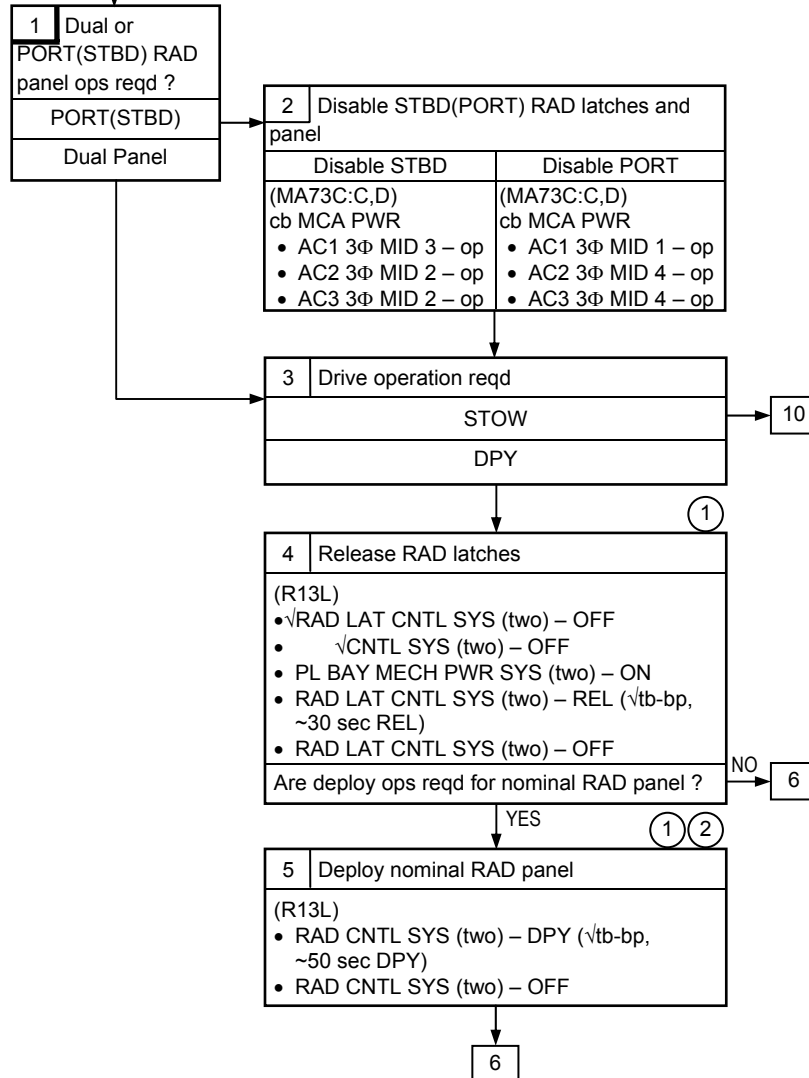 1 Dual or
PORT(STBD) RAD
panel ops reqd ?
PORT(STBD)
Dual Panel
2 Disable STBD(PORT) RAD latches and
panel
Disable STBD
(MA73C:C,D)
cb MCA PWR
• AC1 3Φ MID 3 – op
• AC2 3Φ MID 2 – op
• AC3 3Φ MID 2 – op
Disable PORT
(MA73C:C,D)
cb MCA PWR
• AC1 3Φ MID 1 – op
• AC2 3Φ MID 4 – op
• AC3 3Φ MID 4 – op
3 Drive operation reqd
STOW
10
DPY
1
4 Release RAD latches
(R13L)
•√RAD LAT CNTL SYS (two) – OFF
• √CNTL SYS (two) – OFF
• PL BAY MECH PWR SYS (two) – ON
• RAD LAT CNTL SYS (two) – REL (√tb-bp,
~30 sec REL)
• RAD LAT CNTL SYS (two) – OFF
Are deploy ops reqd for nominal RAD panel ?
NO
6
YES
1 2
5 Deploy nominal RAD panel
(R13L)
• RAD CNTL SYS (two) – DPY (√tb-bp,
~50 sec DPY)
• RAD CNTL SYS (two) – OFF
6